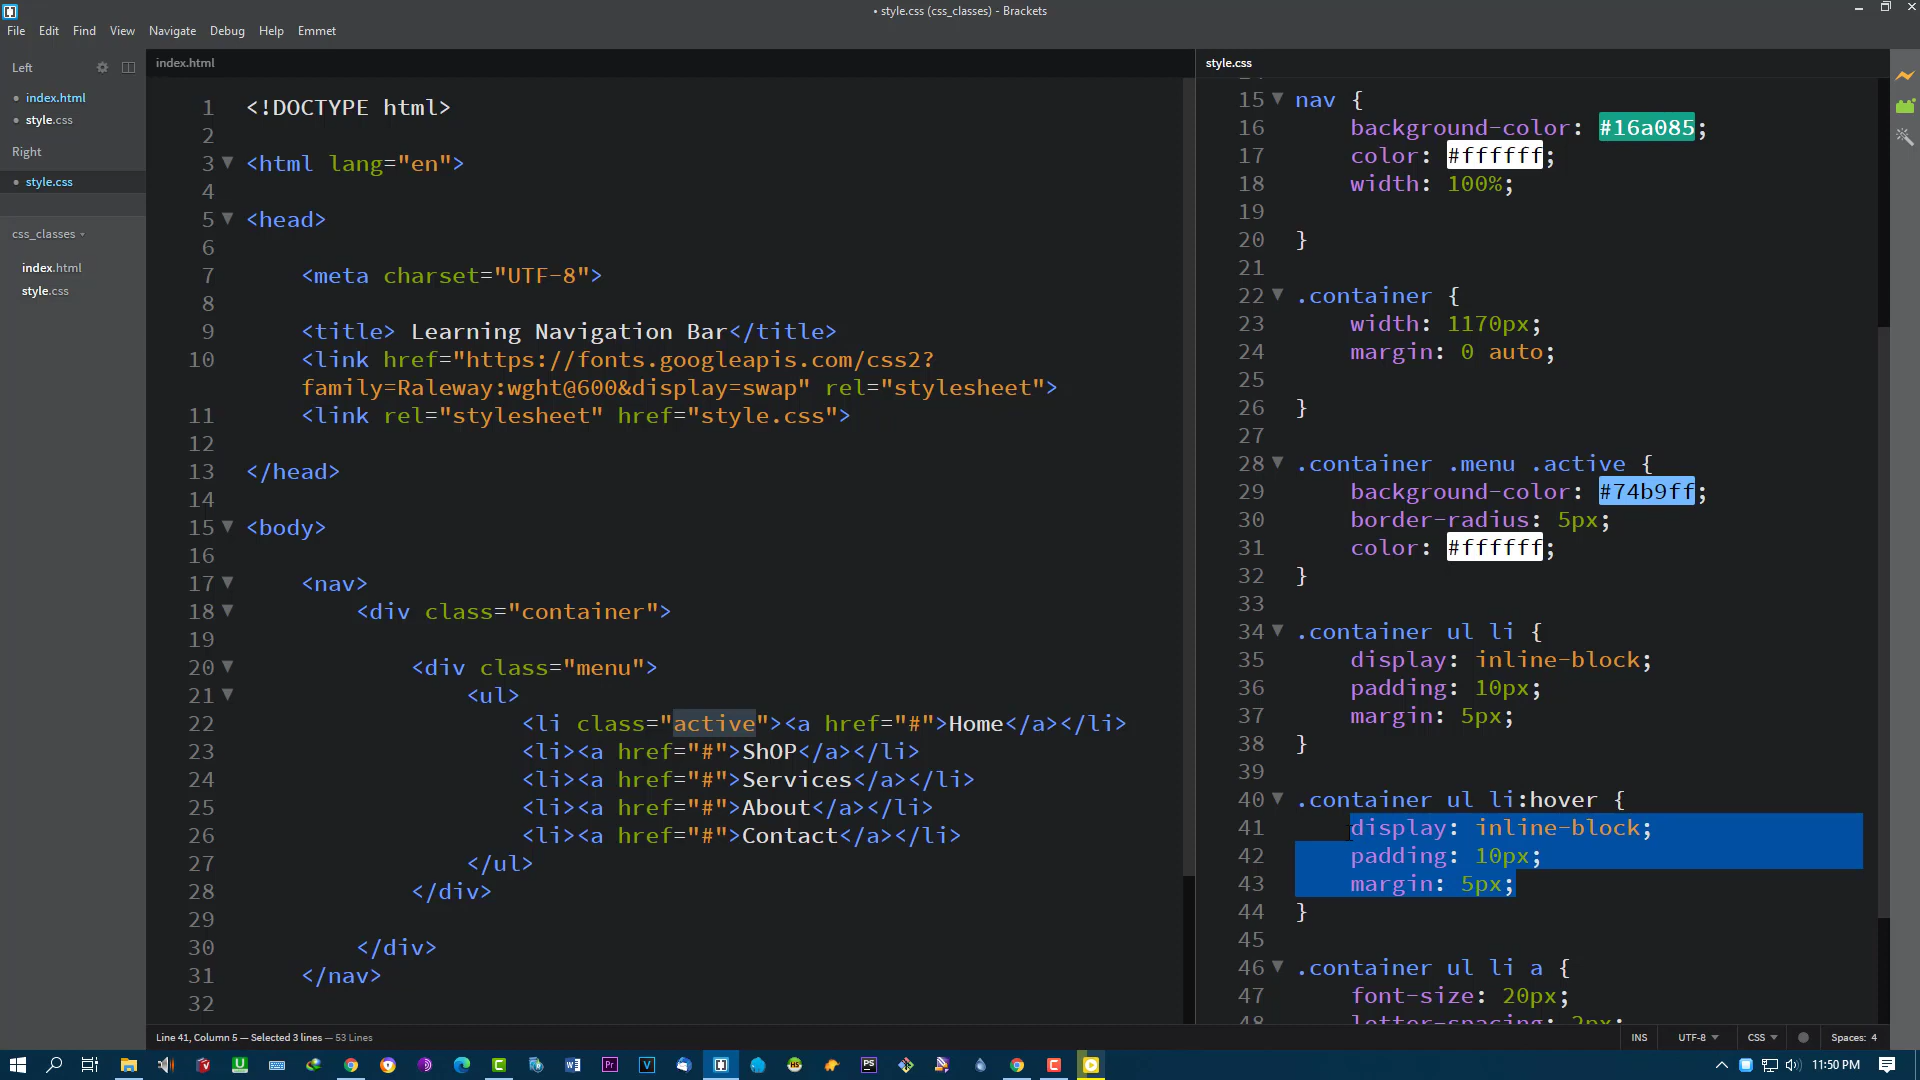 • style.css (css_classes) - Brackets
File Edit Find View Navigate Debug Help Emmet
Left
• index.html
• style.css
Right
• style.css
css_classes
index.html
style.css
index.html
1 <!DOCTYPE html>
2
3 <html lang="en">
4
5 <head>
6
7 <meta charset="UTF-8">
8
9 <title> Learning Navigation Bar</title>
10 <link href="https://fonts.googleapis.com/css2?
family=Raleway:wght@600&display=swap" rel="stylesheet">
11 <link rel="stylesheet" href="style.css">
12
13 </head>
14
15 <body>
16
17 <nav>
18 <div class="container">
19
20 <div class="menu">
21 <ul>
22 <li class="active"><a href="#">Home</a></li>
23 <li><a href="#">ShOP</a></li>
24 <li><a href="#">Services</a></li>
25 <li><a href="#">About</a></li>
26 <li><a href="#">Contact</a></li>
27 </ul>
28 </div>
29
30 </div>
31 </nav>
32
style.css
15 nav {
16 background-color: #16a085;
17 color: #ffffff;
18 width: 100%;
19
20 }
21
22 .container {
23 width: 1170px;
24 margin: 0 auto;
25
26 }
27
28 .container .menu .active {
29 background-color: #74b9ff;
30 border-radius: 5px;
31 color: #ffffff;
32 }
33
34 .container ul li {
35 display: inline-block;
36 padding: 10px;
37 margin: 5px;
38 }
39
40 .container ul li:hover {
41 display: inline-block;
42 padding: 10px;
43 margin: 5px;
44 }
45
46 .container ul li a {
47 font-size: 20px;
48 letter-spacing: 2px;
Line 41, Column 5 — Selected 3 lines — 53 Lines
INS UTF-8 CSS Spaces: 4
11:50 PM